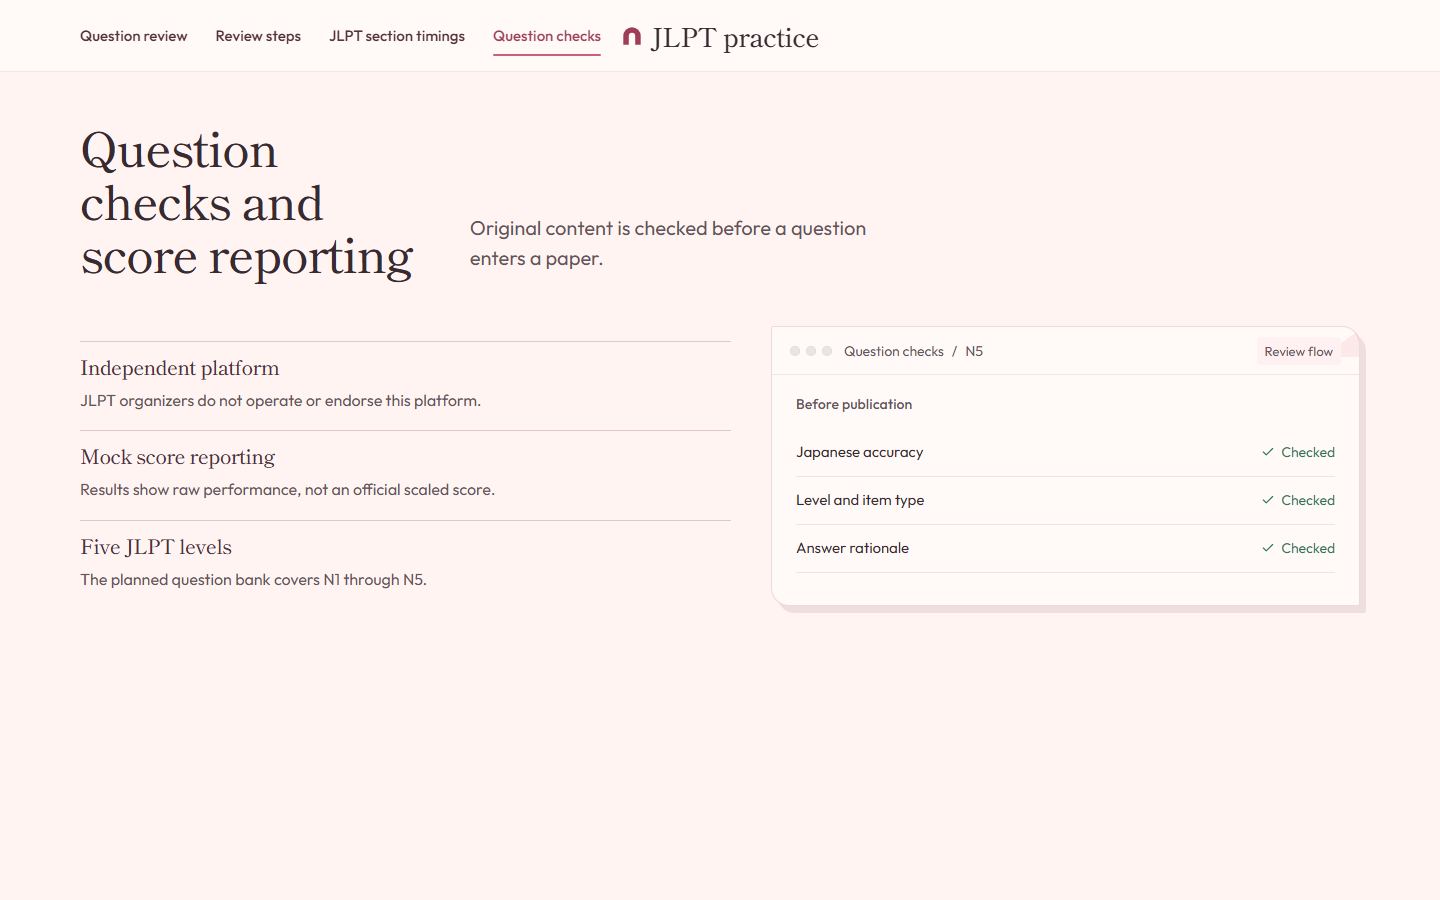 Question review
Review steps
JLPT section timings
Question checks
JLPT practice
Question
checks and
score reporting
Original content is checked before a question
enters a paper.
Independent platform
JLPT organizers do not operate or endorse this platform.
Mock score reporting
Results show raw performance, not an official scaled score.
Five JLPT levels
The planned question bank covers N1 through N5.
Question checks / N5
Review flow
Before publication
Japanese accuracy
Checked
Level and item type
Checked
Answer rationale
Checked